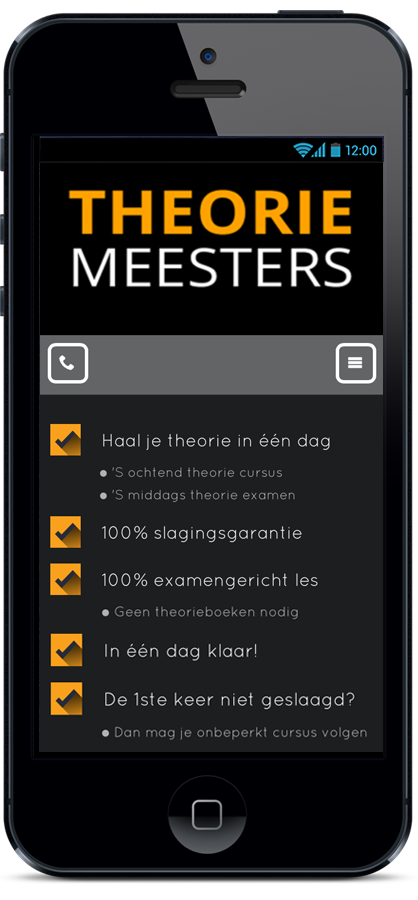 12:00
THEORIE
MEESTERS
Haal je theorie in één dag
'S ochtend theorie cursus
'S middags theorie examen
100% slagingsgarantie
100% examengericht les
Geen theorieboeken nodig
In één dag klaar!
De 1ste keer niet geslaagd?
Dan mag je onbeperkt cursus volgen